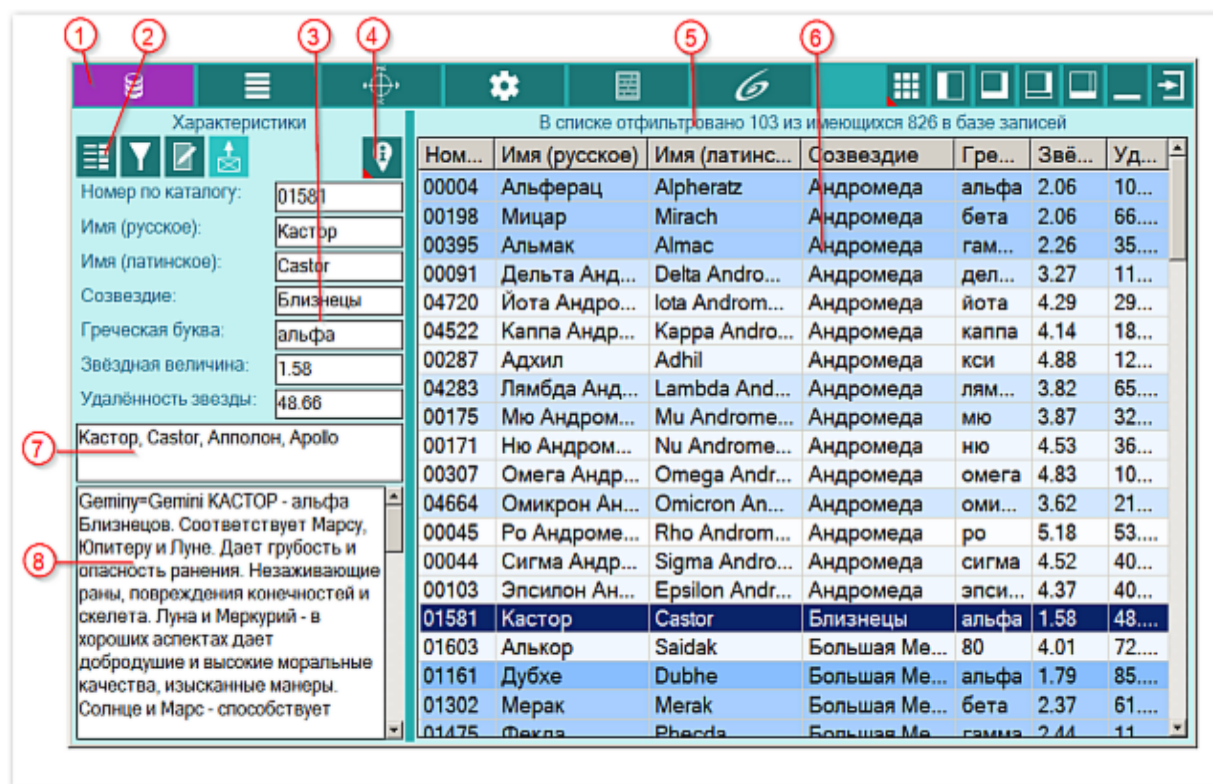 1 2 3 4 5 6
Характеристики
В списке отфильтровано 103 из имеющихся 826 в базе записей
Номер по каталогу: 01581
Имя (русское): Кастор
Имя (латинское): Castor
Созвездие: Близнецы
Греческая буква: альфа
Звёздная величина: 1.58
Удалённость звезды: 48.66
7
Кастор, Castor, Апполон, Apollo
8
Geminy=Gemini КАСТОР - альфа
Близнецов. Соответствует Марсу,
Юпитеру и Луне. Дает грубость и
опасность ранения. Незаживающие
раны, повреждения конечностей и
скелета. Луна и Меркурий - в
хороших аспектах дает
добродушие и высокие моральные
качества, изысканные манеры.
Солнце и Марс - способствует
Ном... Имя (русское) Имя (латинс... Созвездие Гре... Звё... Уд...
00004 Альферац Alpheratz Андромеда альфа 2.06 10...
00198 Мицар Mirach Андромеда бета 2.06 66....
00395 Альмак Almac Андромеда гам... 2.26 35....
00091 Дельта Анд... Delta Andro... Андромеда дел... 3.27 11...
04720 Йота Андро... Iota Androm... Андромеда йота 4.29 29...
04522 Каппа Андр... Kappa Andro... Андромеда каппа 4.14 18...
00287 Адхил Adhil Андромеда кси 4.88 12...
04283 Лямбда Анд... Lambda And... Андромеда лям... 3.82 65....
00175 Мю Андром... Mu Androme... Андромеда мю 3.87 32...
00171 Ню Андром... Nu Androme... Андромеда ню 4.53 36...
00307 Омега Андр... Omega Andr... Андромеда омега 4.83 10...
04664 Омикрон Ан... Omicron An... Андромеда оми... 3.62 21...
00045 Ро Андроме... Rho Androm... Андромеда ро 5.18 53....
00044 Сигма Андр... Sigma Andro... Андромеда сигма 4.52 40...
00103 Эпсилон Ан... Epsilon Andr... Андромеда эпси... 4.37 40...
01581 Кастор Castor Близнецы альфа 1.58 48....
01603 Алькор Saidak Большая Ме... 80 4.01 72....
01161 Дубхе Dubhe Большая Ме... альфа 1.79 85....
01302 Мерак Merak Большая Ме... бета 2.37 61....
01475 Фекда Phecda Большая Ме... гамма 2.44 11...